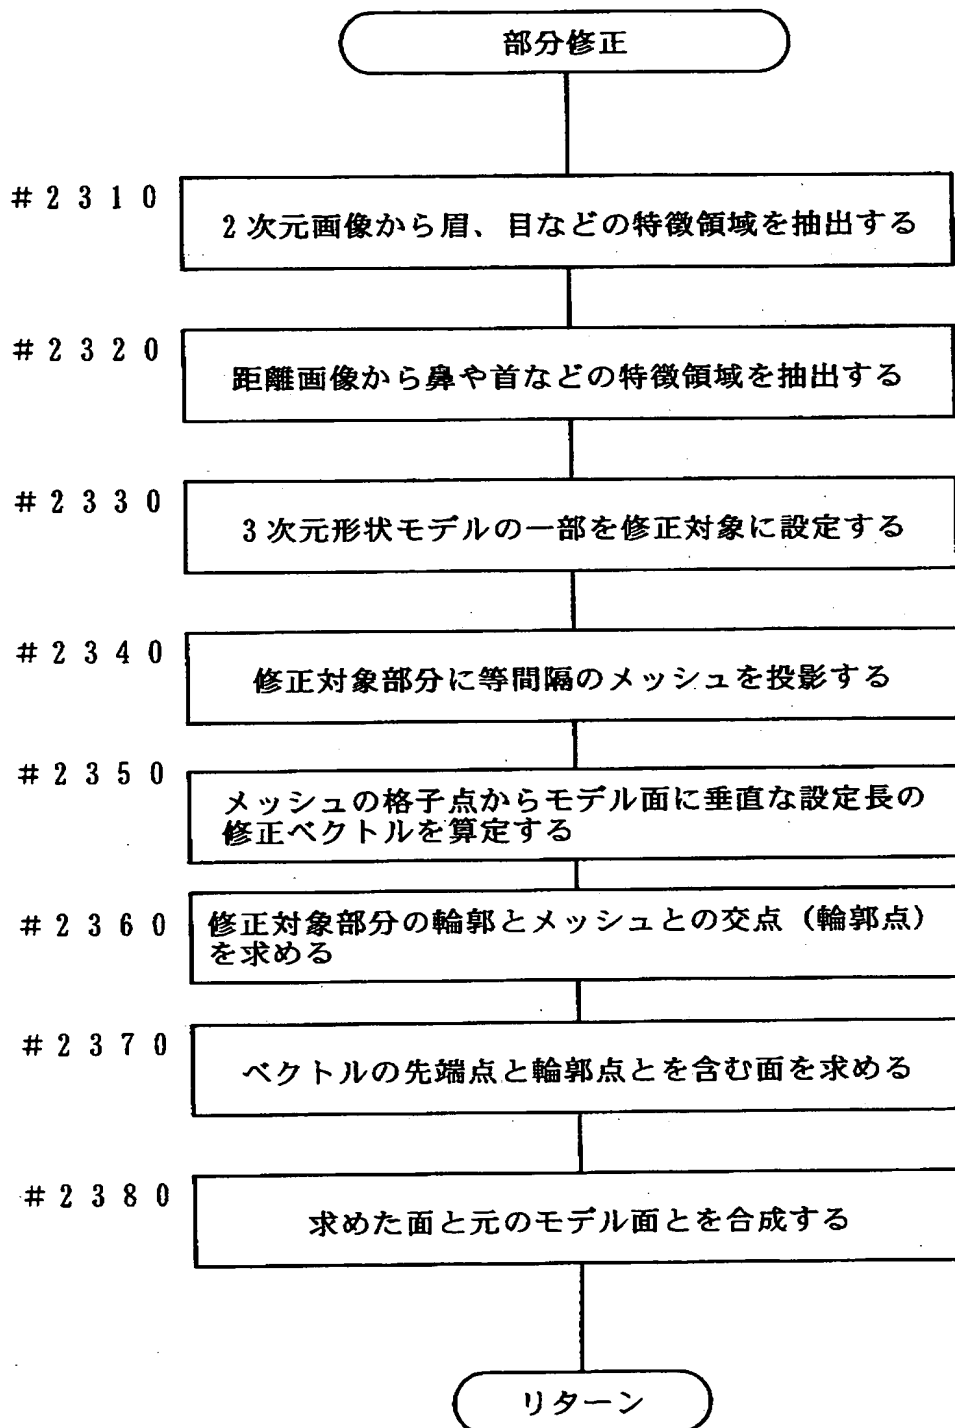 部分修正
#2310
2次元画像から眉、目などの特徴領域を抽出する
#2320
距離画像から鼻や首などの特徴領域を抽出する
#2330
3次元形状モデルの一部を修正対象に設定する
#2340
修正対象部分に等間隔のメッシュを投影する
#2350
メッシュの格子点からモデル面に垂直な設定長の
修正ベクトルを算定する
#2360
修正対象部分の輪郭とメッシュとの交点（輪郭点）
を求める
#2370
ベクトルの先端点と輪郭点とを含む面を求める
#2380
求めた面と元のモデル面とを合成する
リターン